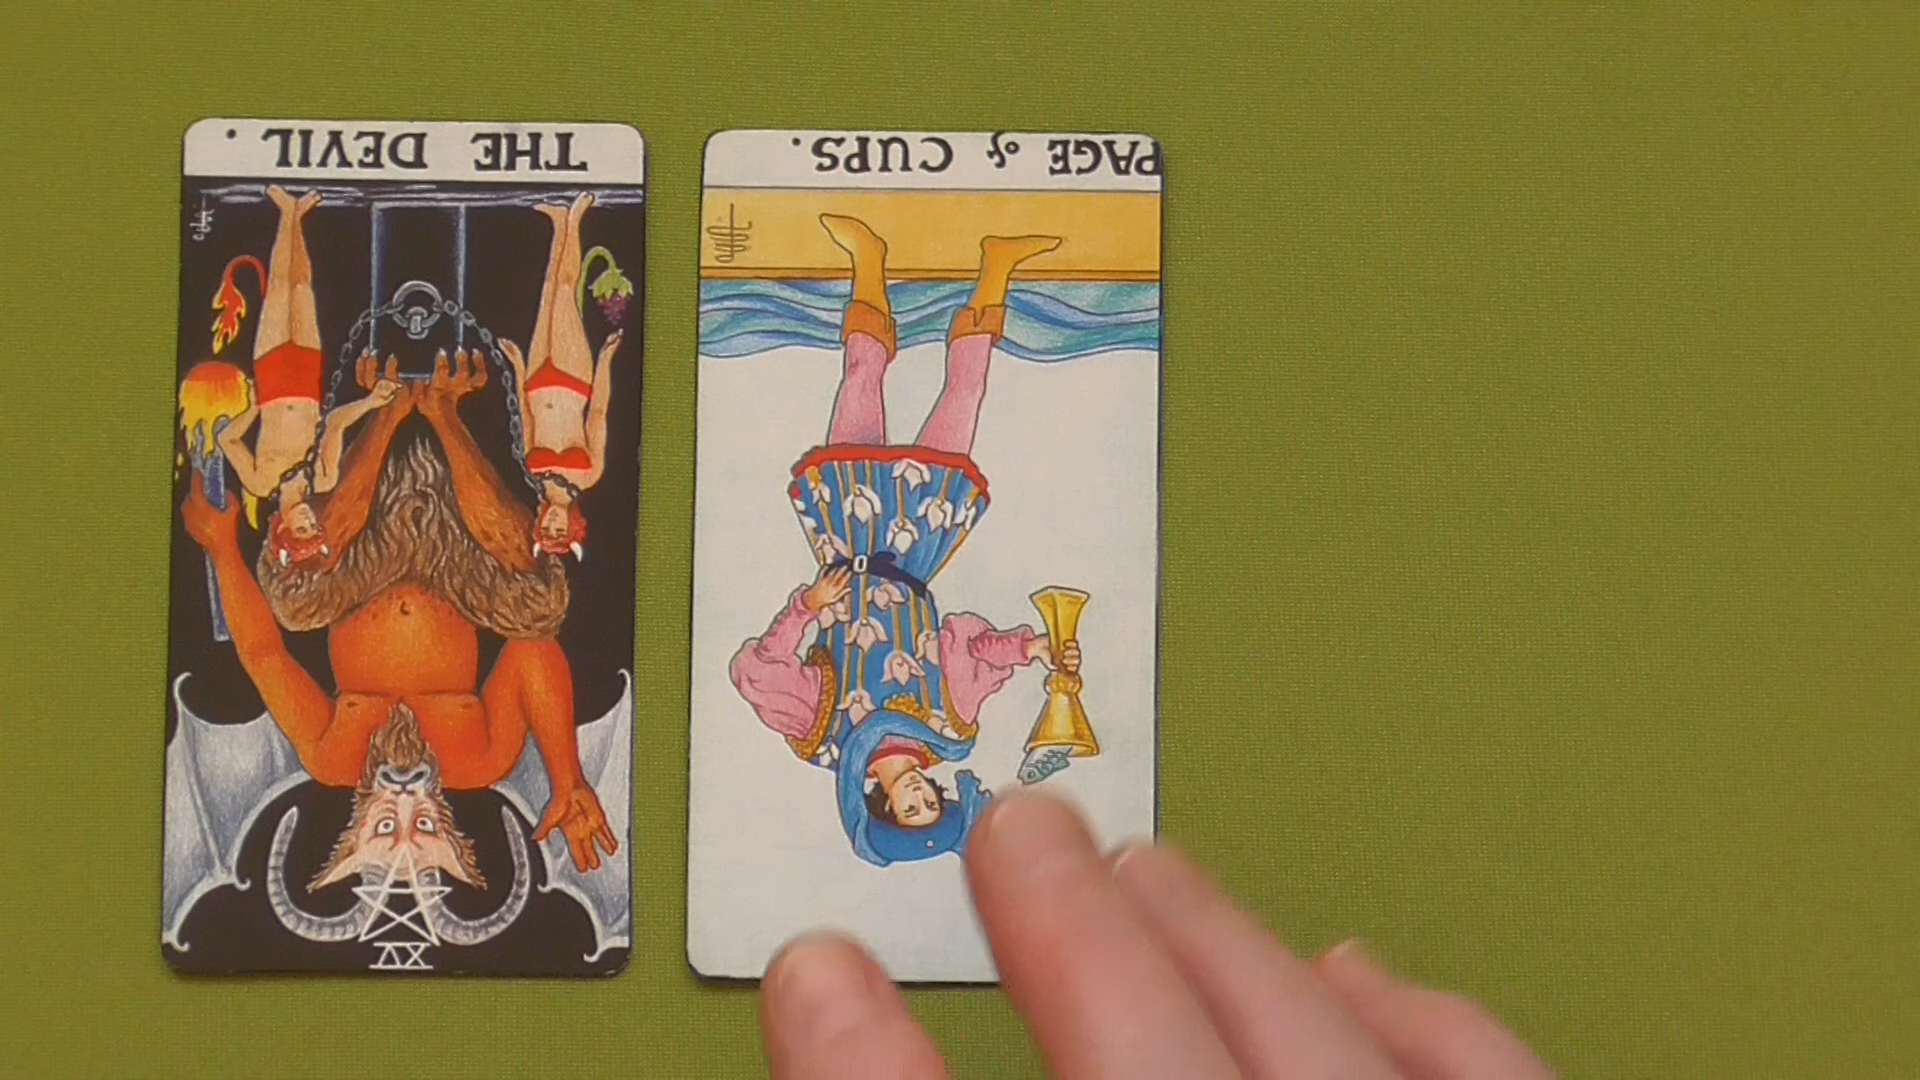 THE DEVIL.
XV
PAGE of CUPS.